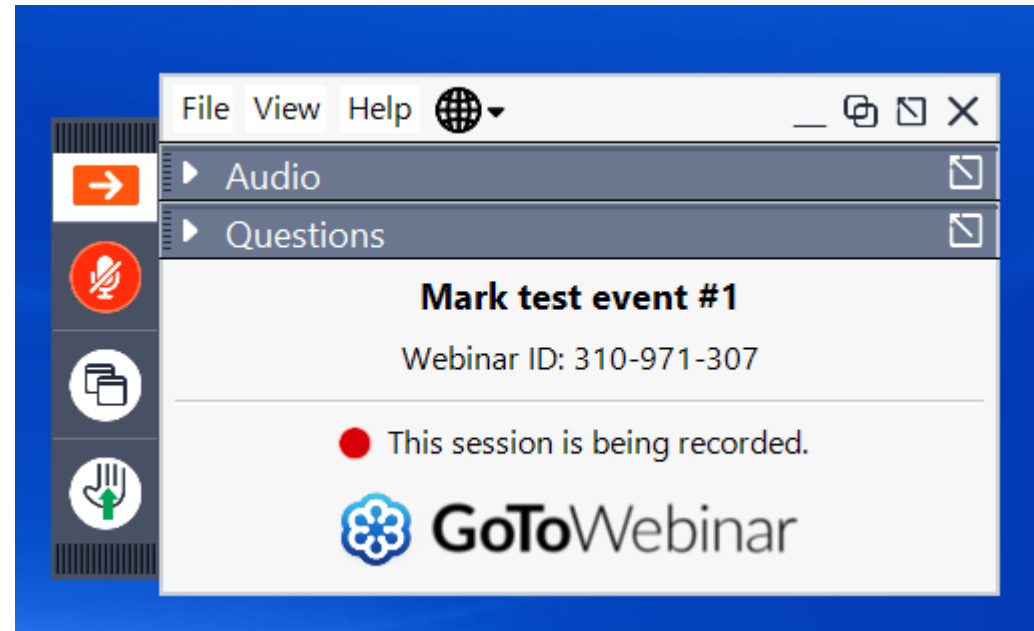 File View Help
Audio
Questions
Mark test event #1
Webinar ID: 310-971-307
This session is being recorded.
GoToWebinar